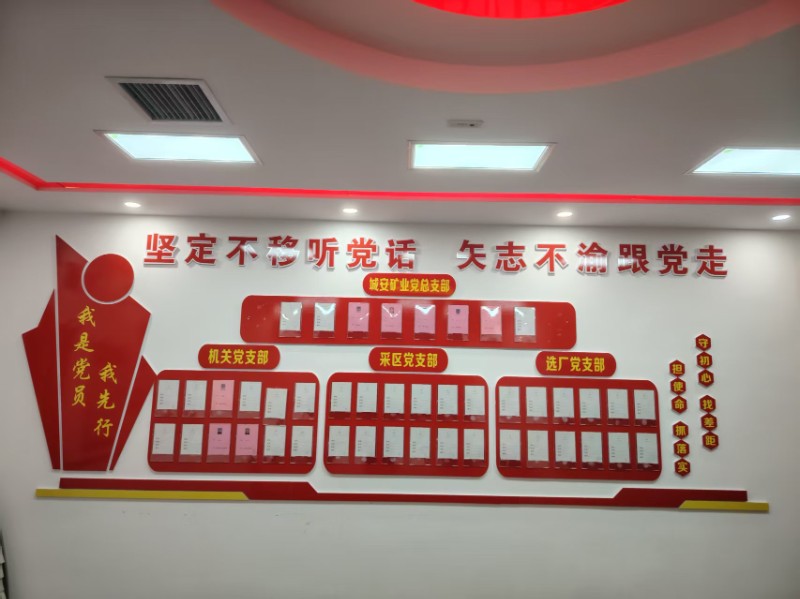 坚定不移听党话 矢志不渝跟党走
城安矿业党总支部
机关党支部
采区党支部
选厂党支部
我是党员
我先行
守初心
担使命
找差距
抓落实